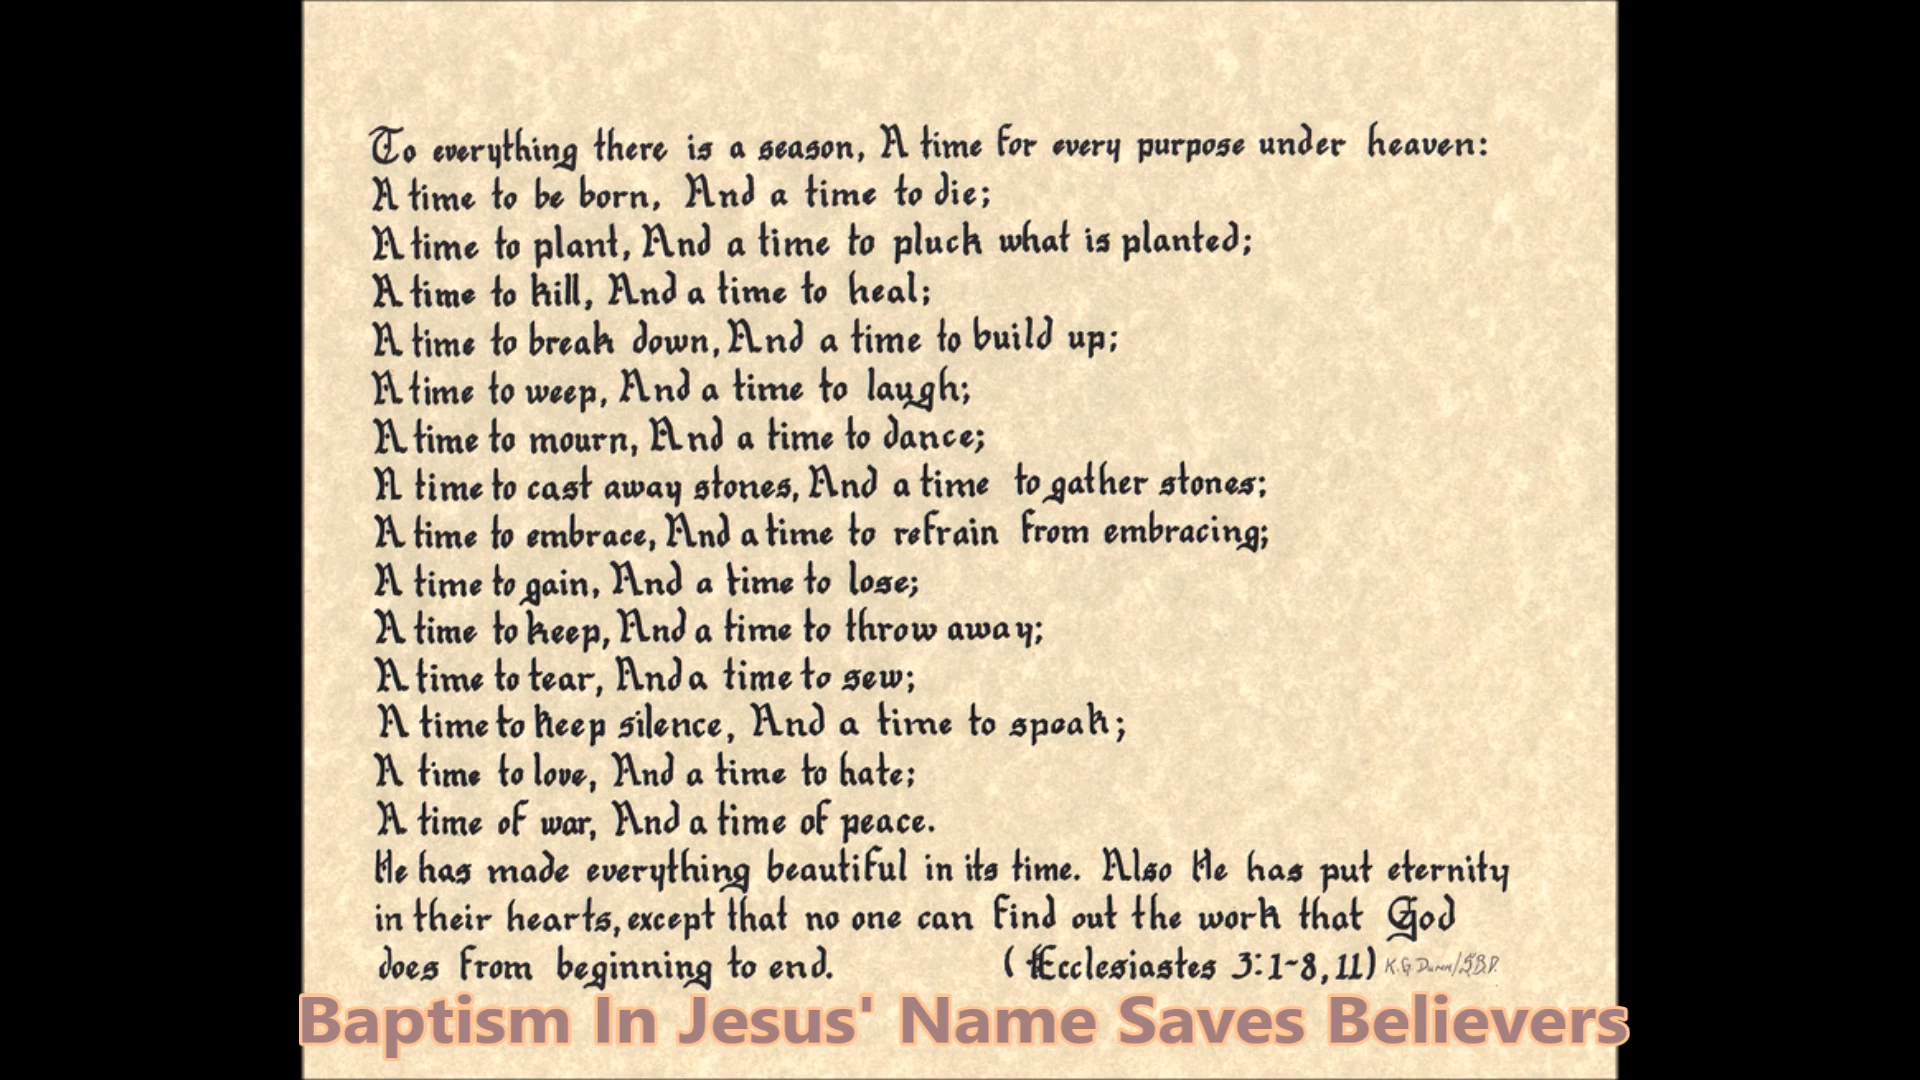 To everything there is a season, A time for every purpose under heaven:
A time to be born, And a time to die;
A time to plant, And a time to pluck what is planted;
A time to kill, And a time to heal;
A time to break down, And a time to build up;
A time to weep, And a time to laugh;
A time to mourn, And a time to dance;
A time to cast away stones, And a time to gather stones;
A time to embrace, And a time to refrain from embracing;
A time to gain, And a time to lose;
A time to keep, And a time to throw away;
A time to tear, And a time to sew;
A time to keep silence, And a time to speak;
A time to love, And a time to hate;
A time of war, And a time of peace.
He has made everything beautiful in its time. Also He has put eternity
in their hearts, except that no one can find out the work that God
does from beginning to end. (Ecclesiastes 3:1-8, 11) K.G Dunn/
Baptism In Jesus' Name Saves Believers